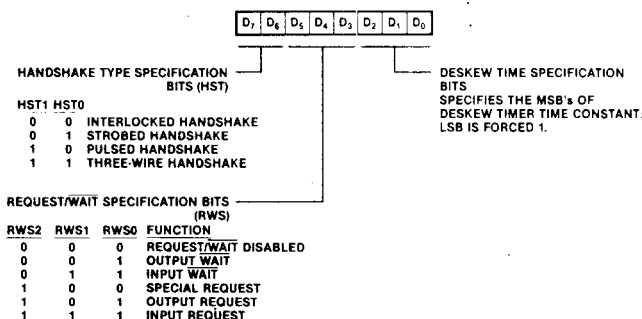 D7 D6 D5 D4 D3 D2 D1 D0
HANDSHAKE TYPE SPECIFICATION
BITS (HST)
HST1 HST0
0 0 INTERLOCKED HANDSHAKE
0 1 STROBED HANDSHAKE
1 0 PULSED HANDSHAKE
1 1 THREE-WIRE HANDSHAKE
DESKEW TIME SPECIFICATION
BITS
SPECIFIES THE MSB's OF
DESKEW TIMER TIME CONSTANT.
LSB IS FORCED 1.
REQUEST/WAIT SPECIFICATION BITS
(RWS)
RWS2 RWS1 RWS0 FUNCTION
0 0 0 REQUEST/WAIT DISABLED
0 0 1 OUTPUT WAIT
0 1 1 INPUT WAIT
1 0 0 SPECIAL REQUEST
1 0 1 OUTPUT REQUEST
1 1 1 INPUT REQUEST